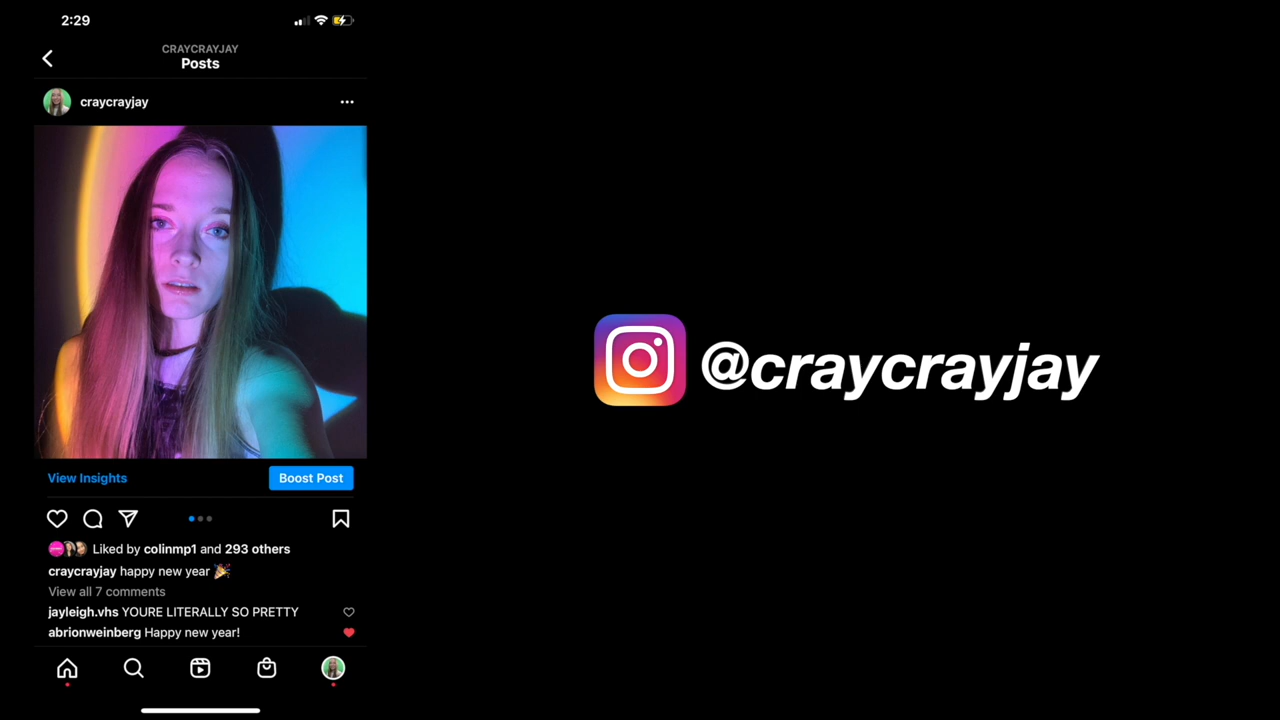 2:29
CRAYCRAYJAY
Posts
craycrayjay
View Insights
Boost Post
Liked by colinmp1 and 293 others
craycrayjay happy new year 🎉
View all 7 comments
jayleigh.vhs YOURE LITERALLY SO PRETTY
abrionweinberg Happy new year!
@craycrayjay